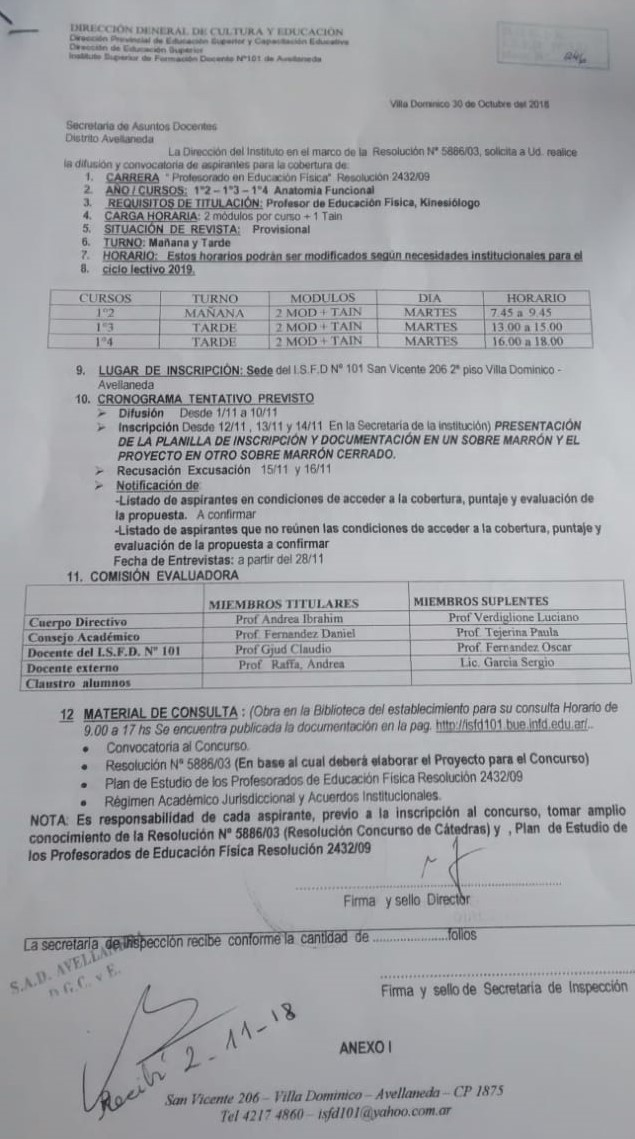 DIRECCIÓN DENERAL DE CULTURA Y EDUCACIÓN
Dirección Provincial de Educación Superior y Capacitación Educativa
Dirección de Educación Superior
Instituto Superior de Formación Docente Nº101 de Avellaneda
Villa Dominico 30 de Octubre del 2018
Secretaria de Asuntos Docentes
Distrito Avellaneda
La Dirección del Instituto en el marco de la Resolución N° 5886/03, solicita a Ud. realice
la difusión y convocatoria de aspirantes para la cobertura de:
1. CARRERA " Profesorado en Educación Física" Resolución 2432/09
2. AÑO / CURSOS: 1°2 – 1°3 – 1°4 Anatomia Funcional
3. REQUISITOS DE TITULACIÓN: Profesor de Educación Física, Kinesiólogo
4. CARGA HORARIA: 2 módulos por curso + 1 Tain
5. SITUACIÓN DE REVISTA: Provisional
6. TURNO: Mañana y Tarde
7. HORARIO: Estos horarios podrán ser modificados según necesidades institucionales para el
8. ciclo lectivo 2019.
CURSOS TURNO MODULOS DIA HORARIO
1°2 MAÑANA 2 MOD + TAIN MARTES 7.45 a 9.45
1°3 TARDE 2 MOD + TAIN MARTES 13.00 a 15.00
1°4 TARDE 2 MOD + TAIN MARTES 16.00 a 18.00
9. LUGAR DE INSCRIPCIÓN: Sede del I.S.F.D N° 101 San Vicente 206 2° piso Villa Dominico -
Avellaneda
10. CRONOGRAMA TENTATIVO PREVISTO
➢ Difusión Desde 1/11 a 10/11
➢ Inscripción Desde 12/11 , 13/11 y 14/11 En la Secretaria de la institución) PRESENTACIÓN
DE LA PLANILLA DE INSCRIPCIÓN Y DOCUMENTACIÓN EN UN SOBRE MARRÓN Y EL
PROYECTO EN OTRO SOBRE MARRÓN CERRADO.
➢ Recusación Excusación 15/11 y 16/11
➢ Notificación de:
-Listado de aspirantes en condiciones de acceder a la cobertura, puntaje y evaluación de
la propuesta. A confirmar
-Listado de aspirantes que no reúnen las condiciones de acceder a la cobertura, puntaje y
evaluación de la propuesta a confirmar
Fecha de Entrevistas: a partir del 28/11
11. COMISIÓN EVALUADORA
MIEMBROS TITULARES MIEMBROS SUPLENTES
Cuerpo Directivo Prof Andrea Ibrahim Prof Verdiglione Luciano
Consejo Académico Prof. Fernandez Daniel Prof. Tejerina Paula
Docente del I.S.F.D. N° 101 Prof Gjud Claudio Prof. Fernandez Oscar
Docente externo Prof Raffa, Andrea Lic. Garcia Sergio
Claustro alumnos
12 MATERIAL DE CONSULTA : (Obra en la Biblioteca del establecimiento para su consulta Horario de
9.00 a 17 hs Se encuentra publicada la documentación en la pag. http://isfd101.bue.infd.edu.ar/..
• Convocatoria al Concurso.
• Resolución N° 5886/03 (En base al cual deberá elaborar el Proyecto para el Concurso)
• Plan de Estudio de los Profesorados de Educación Física Resolución 2432/09
• Régimen Académico Jurisdiccional y Acuerdos Institucionales.
NOTA: Es responsabilidad de cada aspirante, previo a la inscripción al concurso, tomar amplio
conocimiento de la Resolución N° 5886/03 (Resolución Concurso de Cátedras) y , Plan de Estudio de
los Profesorados de Educación Física Resolución 2432/09
Firma y sello Director
La secretaria de inspección recibe conforme la cantidad de ....................folios
S.A.D. AVELLA
D G.C. y E.
Firma y sello de Secretaria de Inspección
Recibí 2-11-18
ANEXO I
San Vicente 206 – Villa Dominico – Avellaneda – CP 1875
Tel 4217 4860 – isfd101@yahoo.com.ar